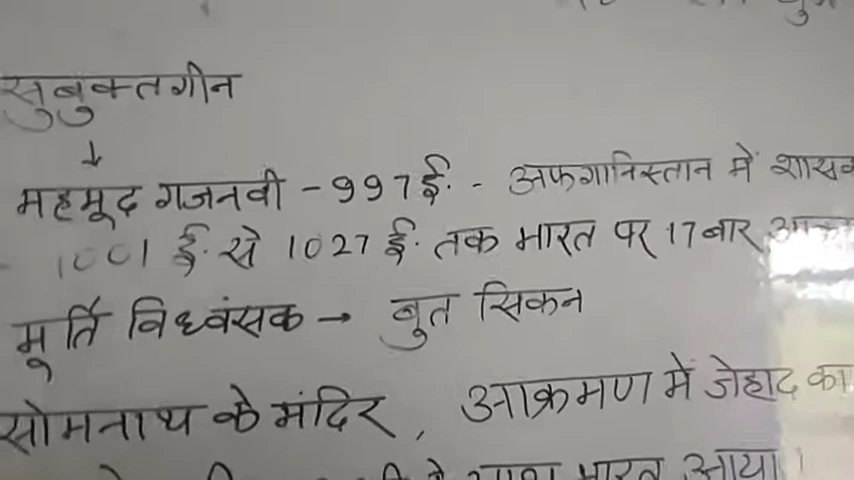 सुबुक्तगीन
↓
महमूद गजनवी - 997 ई. - अफगानिस्तान में शासक
- 1001 ई. से 1027 ई. तक भारत पर 17 बार
मूर्ति विध्वंसक → बुत सिकन
सोमनाथ के मंदिर, आक्रमण में जेहाद का
भारत आया।